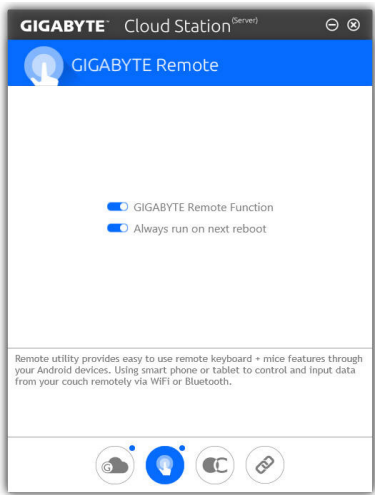 GIGABYTE™ Cloud Station (Server)
GIGABYTE Remote
GIGABYTE Remote Function
Always run on next reboot
Remote utility provides easy to use remote keyboard + mice features through
your Android devices. Using smart phone or tablet to control and input data
from your couch remotely via WiFi or Bluetooth.
G